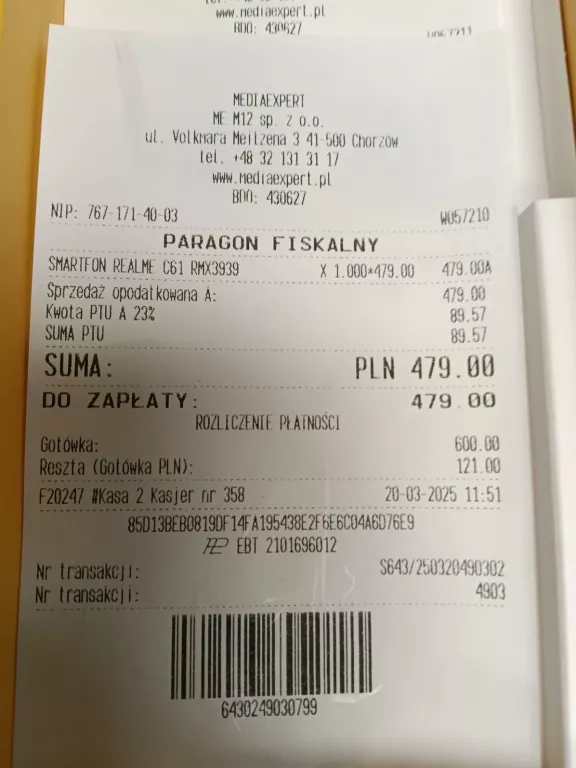 www.mediaexpert.pl
BDO: 430627
W057211
MEDIAEXPERT
ME M12 sp. z o.o.
ul. Volkmara Meitzena 3 41-500 Chorzów
tel. +48 32 131 31 17
www.mediaexpert.pl
BDO: 430627
NIP: 767-171-40-03 W057210
PARAGON FISKALNY
SMARTFON REALME C61 RMX3939 X 1.000*479.00 479.00A
Sprzedaż opodatkowana A: 479.00
Kwota PTU A 23% 89.57
SUMA PTU 89.57
SUMA: PLN 479.00
DO ZAPŁATY: 479.00
ROZLICZENIE PŁATNOŚCI
Gotówka: 600.00
Reszta (Gotówka PLN): 121.00
F20247 #Kasa 2 Kasjer nr 358 20-03-2025 11:51
85D13BEB0819DF14FA195438E2F6E6C04A6D76E9
EBT 2101696012
Nr transakcji: S643/250320490302
Nr transakcji: 4903
6430249030799